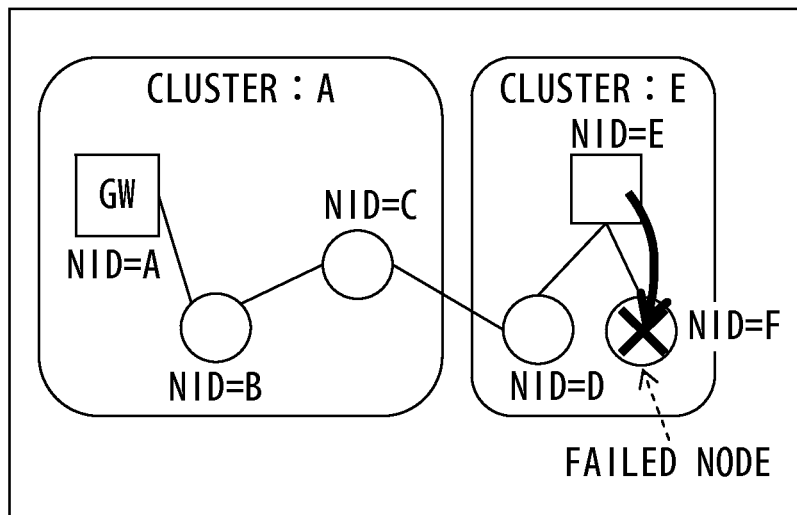 CLUSTER：A
CLUSTER：E
NID=E
GW
NID=C
NID=A
NID=F
NID=B
NID=D
FAILED NODE